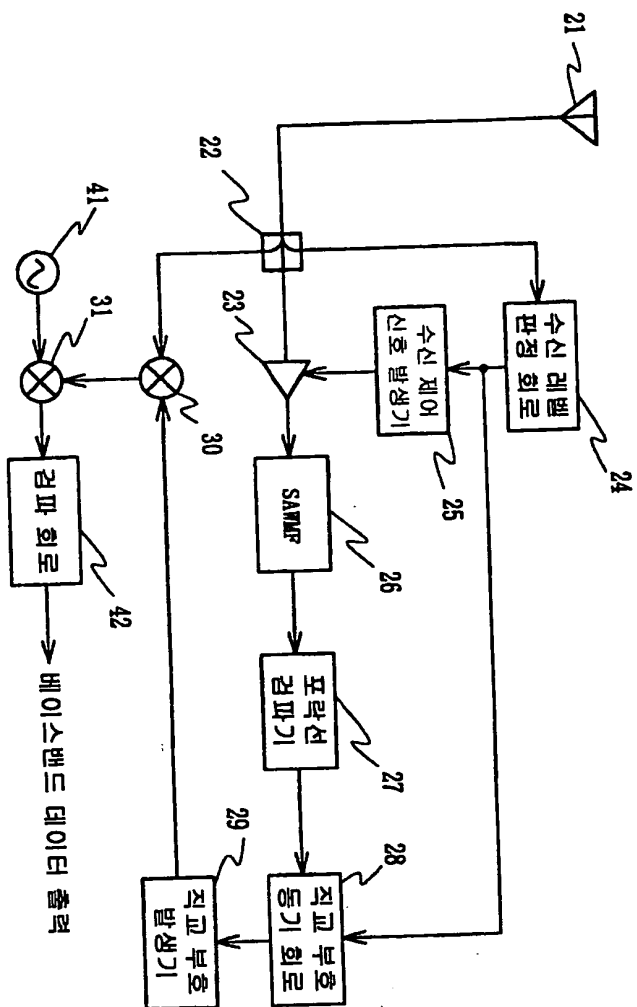 21
22
23
24
수신 레벨
판정 회로
25
수신 제어
신호 발생기
26
SAWMF
27
포락선
검파기
28
직교 부호
동기 회로
29
직교 부호
발생기
30
31
41
42
검파 회로
베이스밴드 데이터 출력